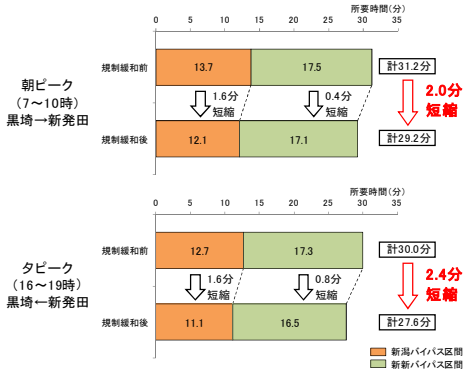 所要時間(分)
0 5 10 15 20 25 30 35
朝ピーク
(7～10時)
黒埼→新発田
規制緩和前
13.7 17.5
計31.2分
1.6分
短縮
0.4分
短縮
2.0分
短縮
規制緩和後
12.1 17.1
計29.2分
所要時間(分)
0 5 10 15 20 25 30 35
夕ピーク
(16～19時)
黒埼←新発田
規制緩和前
12.7 17.3
計30.0分
1.6分
短縮
0.8分
短縮
2.4分
短縮
規制緩和後
11.1 16.5
計27.6分
新潟バイパス区間
新新バイパス区間